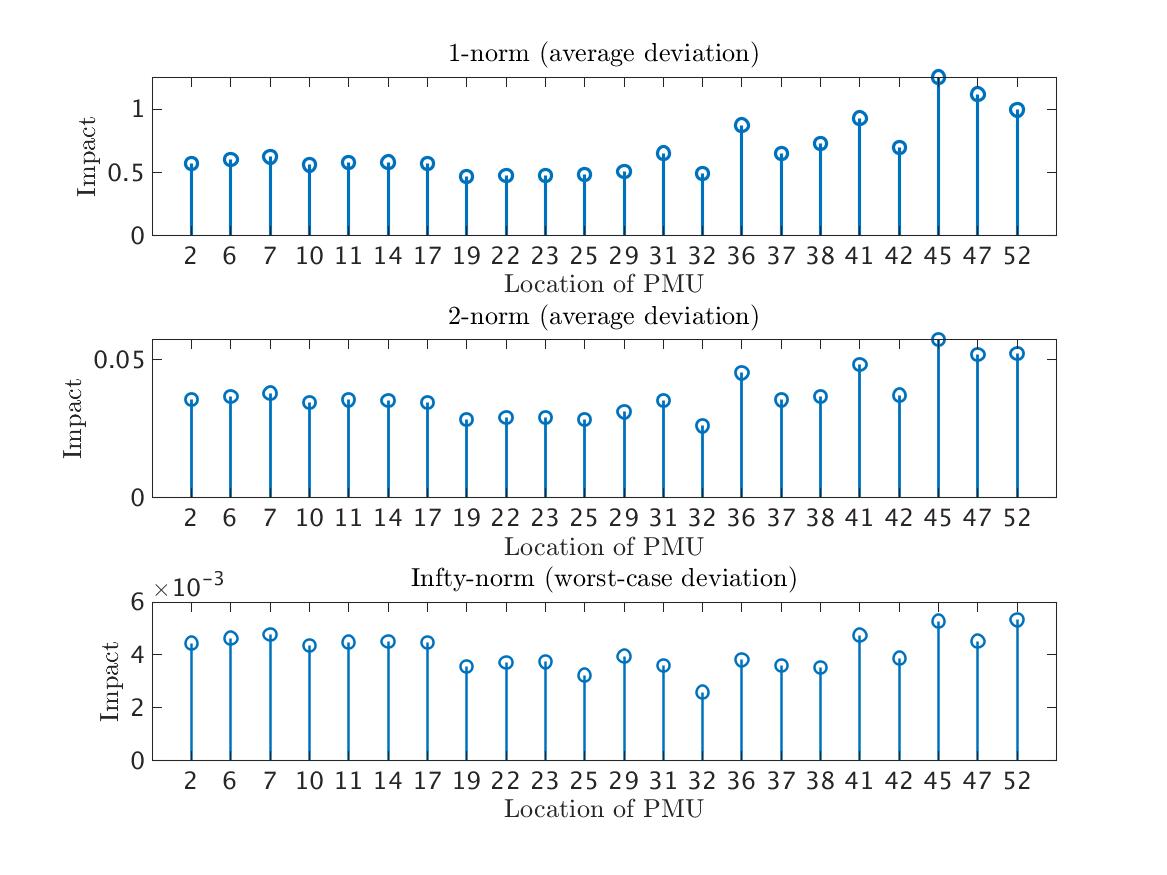 1-norm (average deviation)
1
0.5
0
Impact
2 6 7 10 11 14 17 19 22 23 25 29 31 32 36 37 38 41 42 45 47 52
Location of PMU
2-norm (average deviation)
0.05
0
Impact
2 6 7 10 11 14 17 19 22 23 25 29 31 32 36 37 38 41 42 45 47 52
Location of PMU
Infty-norm (worst-case deviation)
×10⁻³
6
4
2
0
Impact
2 6 7 10 11 14 17 19 22 23 25 29 31 32 36 37 38 41 42 45 47 52
Location of PMU